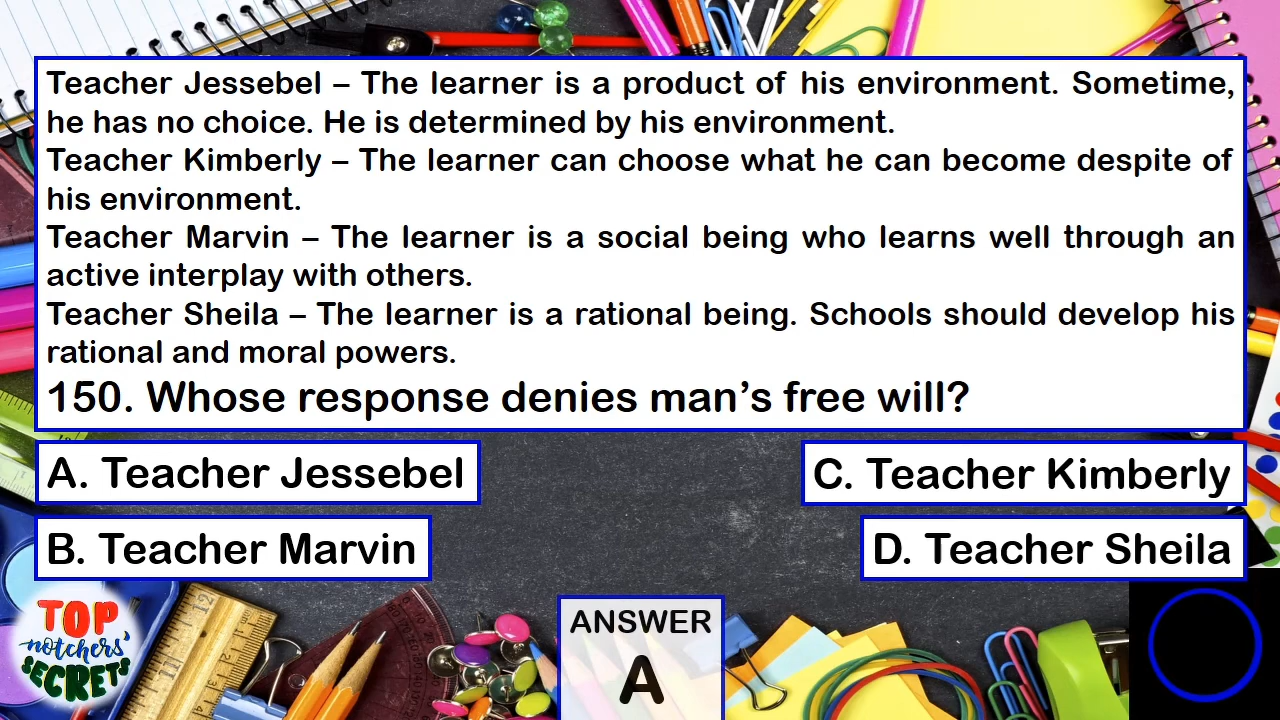 Teacher Jessebel – The learner is a product of his environment. Sometime,
he has no choice. He is determined by his environment.
Teacher Kimberly – The learner can choose what he can become despite of
his environment.
Teacher Marvin – The learner is a social being who learns well through an
active interplay with others.
Teacher Sheila – The learner is a rational being. Schools should develop his
rational and moral powers.
150. Whose response denies man's free will?
A. Teacher Jessebel
C. Teacher Kimberly
B. Teacher Marvin
D. Teacher Sheila
TOP
notchers'
SECRETS
ANSWER
A
12
11